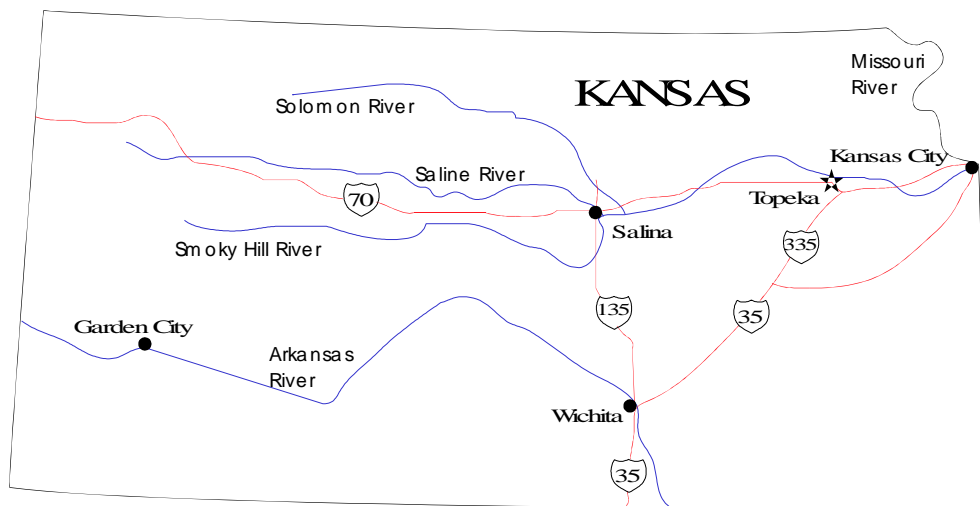 Missouri
River
KANSAS
Solomon River
Kansas City
Saline River
70
Topeka
Salina
Smoky Hill River
335
135
35
Garden City
Arkansas
River
Wichita
35